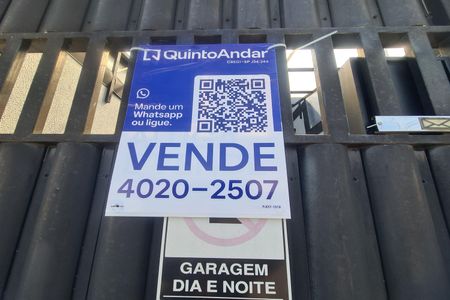 QuintoAndar
Mande um
Whatsapp
ou ligue.
VENDE
4020-2507
GARAGEM
DIA E NOITE